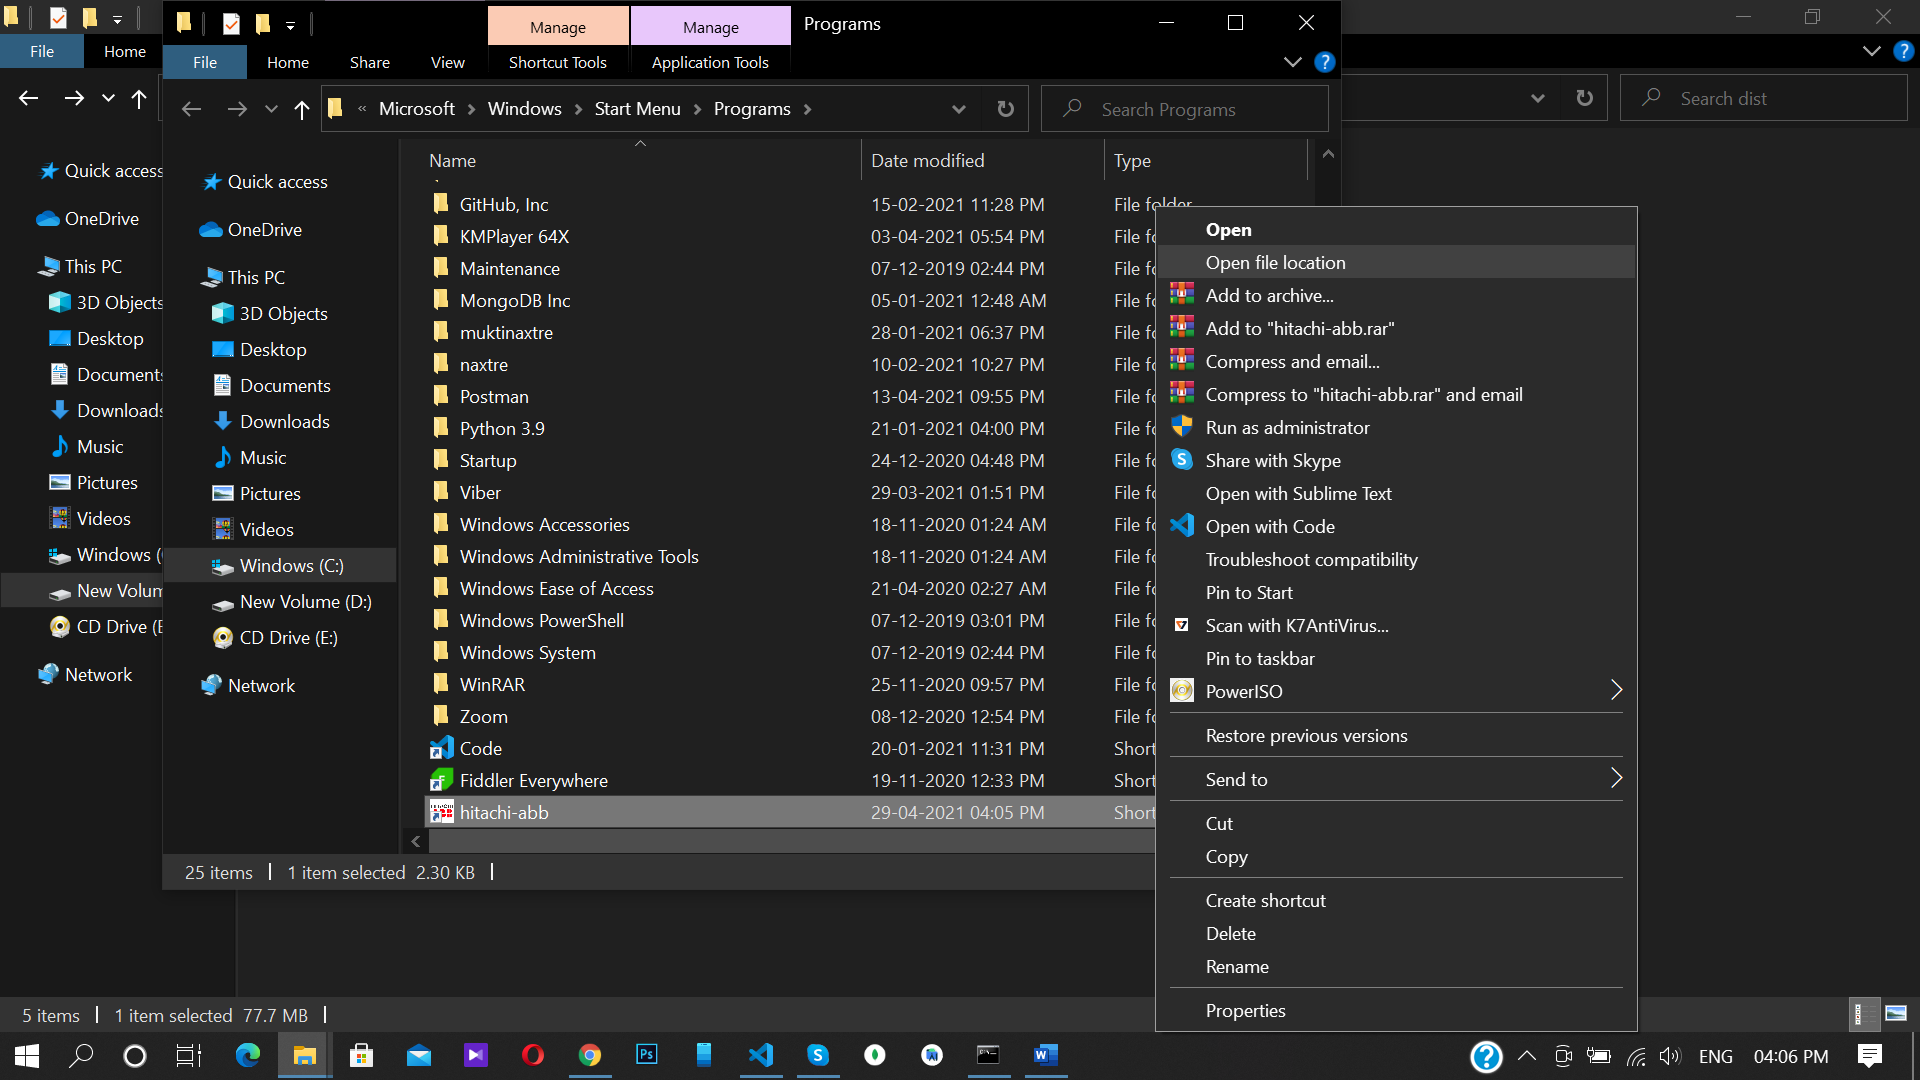 File
Home
Search dist
Quick access
OneDrive
This PC
3D Objects
Desktop
Documents
Downloads
Music
Pictures
Videos
Windows (
New Volum
CD Drive (E
Network
5 items
1 item selected 77.7 MB
Manage
Manage
Programs
File
Home
Share
View
Shortcut Tools
Application Tools
« Microsoft > Windows > Start Menu > Programs >
Search Programs
Quick access
OneDrive
This PC
3D Objects
Desktop
Documents
Downloads
Music
Pictures
Videos
Windows (C:)
New Volume (D:)
CD Drive (E:)
Network
Name Date modified Type
GitHub, Inc 15-02-2021 11:28 PM File folder
KMPlayer 64X 03-04-2021 05:54 PM File fo
Maintenance 07-12-2019 02:44 PM File fo
MongoDB Inc 05-01-2021 12:48 AM File fo
muktinaxtre 28-01-2021 06:37 PM File fo
naxtre 10-02-2021 10:27 PM File fo
Postman 13-04-2021 09:55 PM File fo
Python 3.9 21-01-2021 04:00 PM File fo
Startup 24-12-2020 04:48 PM File fo
Viber 29-03-2021 01:51 PM File fo
Windows Accessories 18-11-2020 01:24 AM File fo
Windows Administrative Tools 18-11-2020 01:24 AM File fo
Windows Ease of Access 21-04-2020 02:27 AM File fo
Windows PowerShell 07-12-2019 03:01 PM File fo
Windows System 07-12-2019 02:44 PM File fo
WinRAR 25-11-2020 09:57 PM File fo
Zoom 08-12-2020 12:54 PM File fo
Code 20-01-2021 11:31 PM Short
Fiddler Everywhere 19-11-2020 12:33 PM Short
hitachi-abb 29-04-2021 04:05 PM Short
25 items
1 item selected 2.30 KB
Open
Open file location
Add to archive...
Add to "hitachi-abb.rar"
Compress and email...
Compress to "hitachi-abb.rar" and email
Run as administrator
Share with Skype
Open with Sublime Text
Open with Code
Troubleshoot compatibility
Pin to Start
Scan with K7AntiVirus...
Pin to taskbar
PowerISO
Restore previous versions
Send to
Cut
Copy
Create shortcut
Delete
Rename
Properties
Ps
ENG
04:06 PM